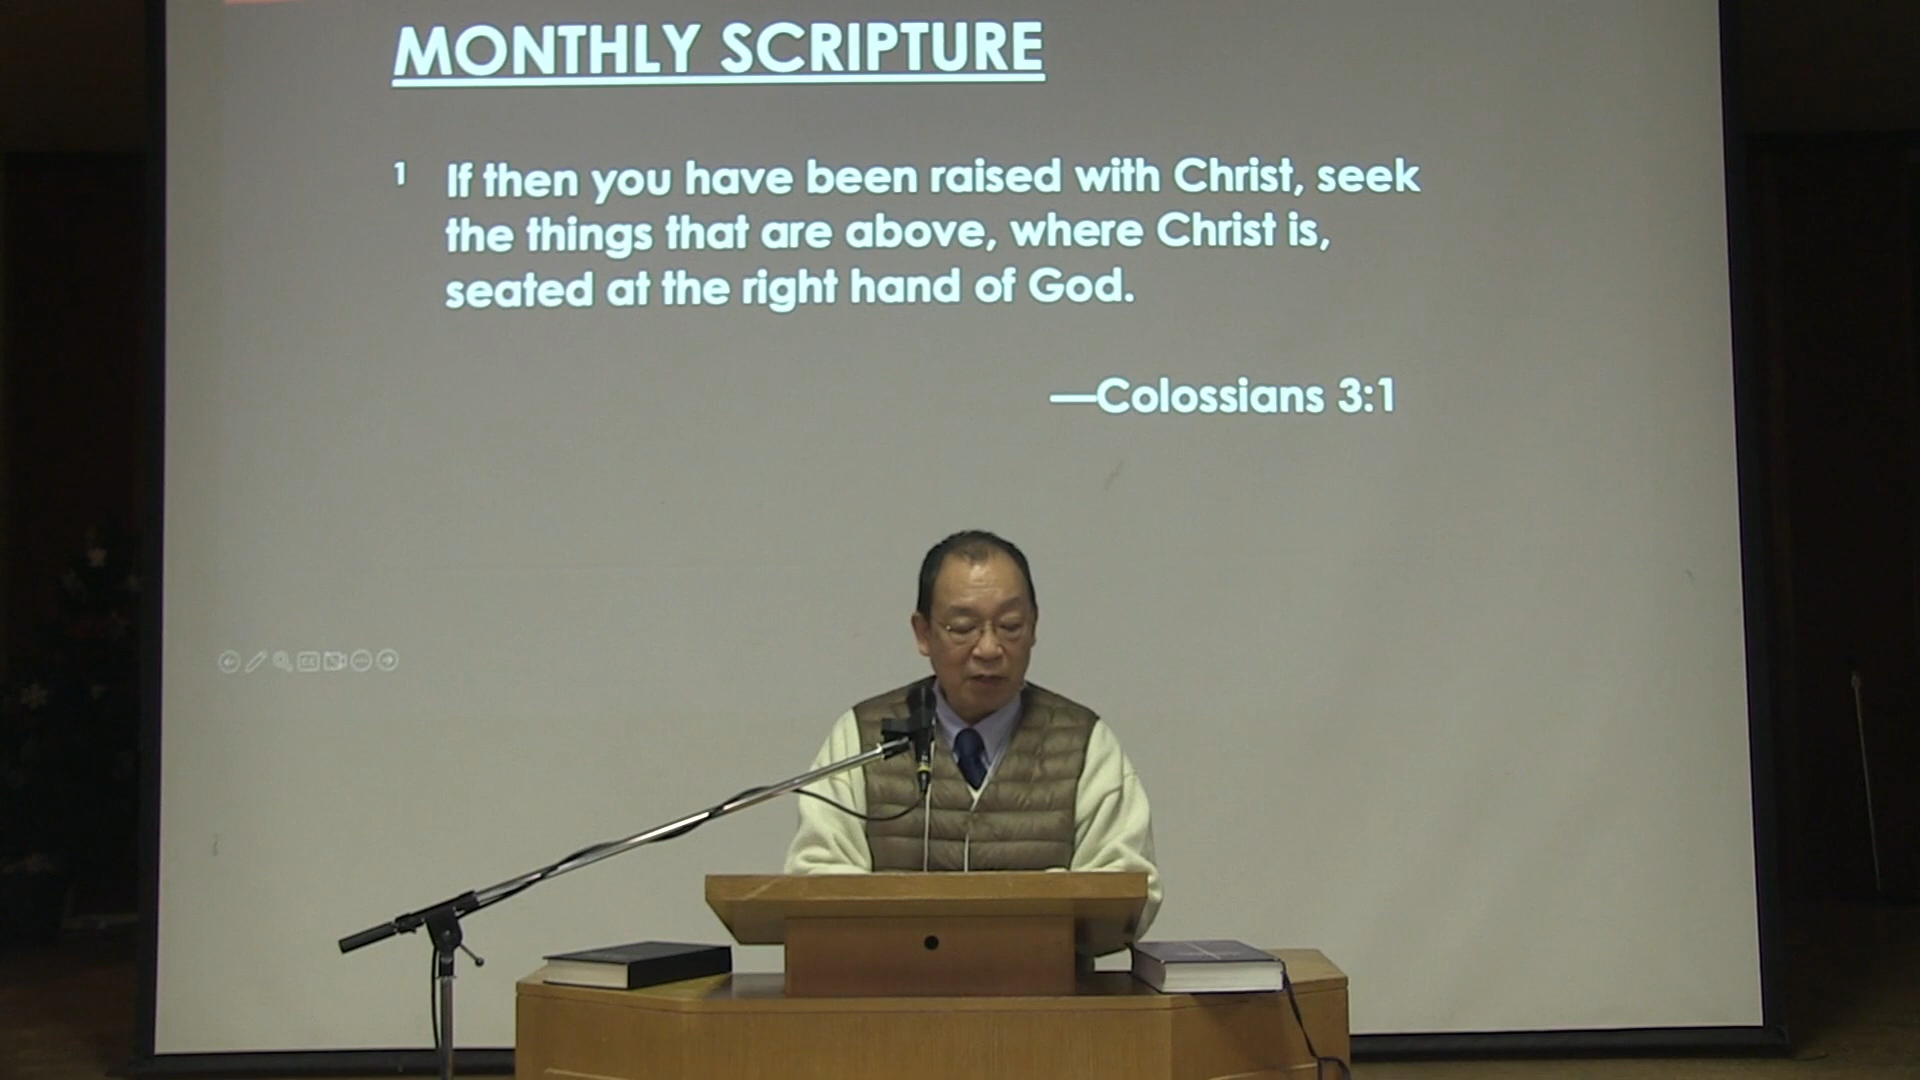 MONTHLY SCRIPTURE
1 If then you have been raised with Christ, seek
the things that are above, where Christ is,
seated at the right hand of God.
—Colossians 3:1
CC